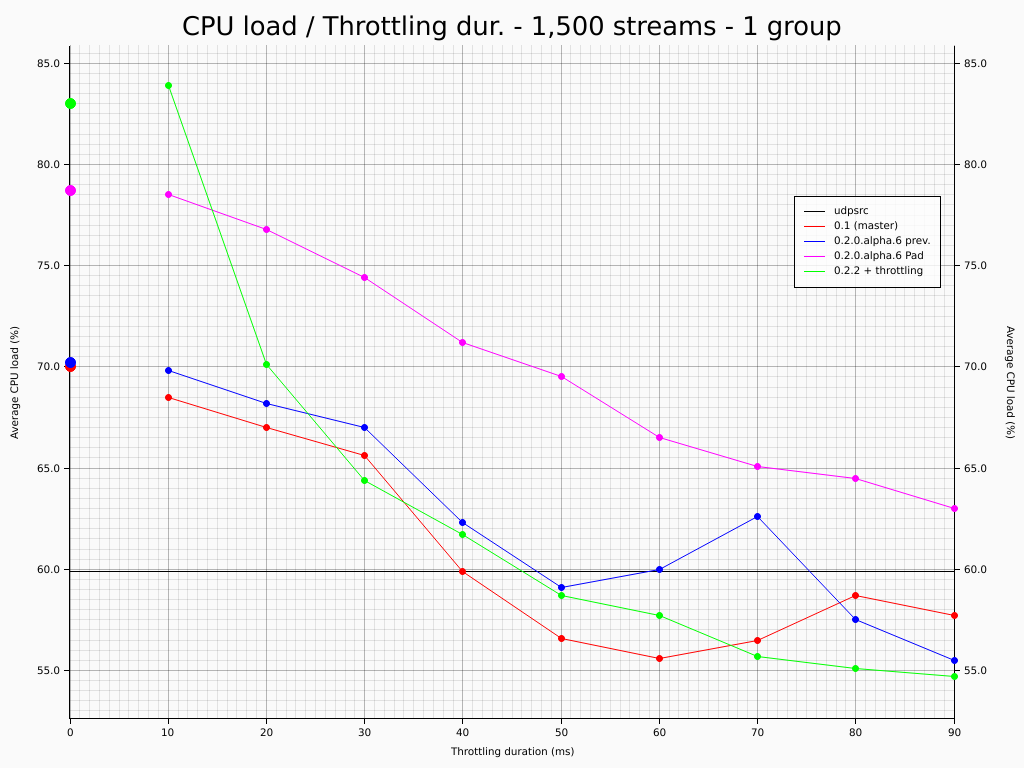 CPU load / Throttling dur. - 1,500 streams - 1 group
85.0
85.0
80.0
80.0
udpsrc
0.1 (master)
0.2.0.alpha.6 prev.
0.2.0.alpha.6 Pad
0.2.2 + throttling
75.0
75.0
Average CPU load (%)
Average CPU load (%)
70.0
70.0
65.0
65.0
60.0
60.0
55.0
55.0
0 10 20 30 40 50 60 70 80 90
Throttling duration (ms)